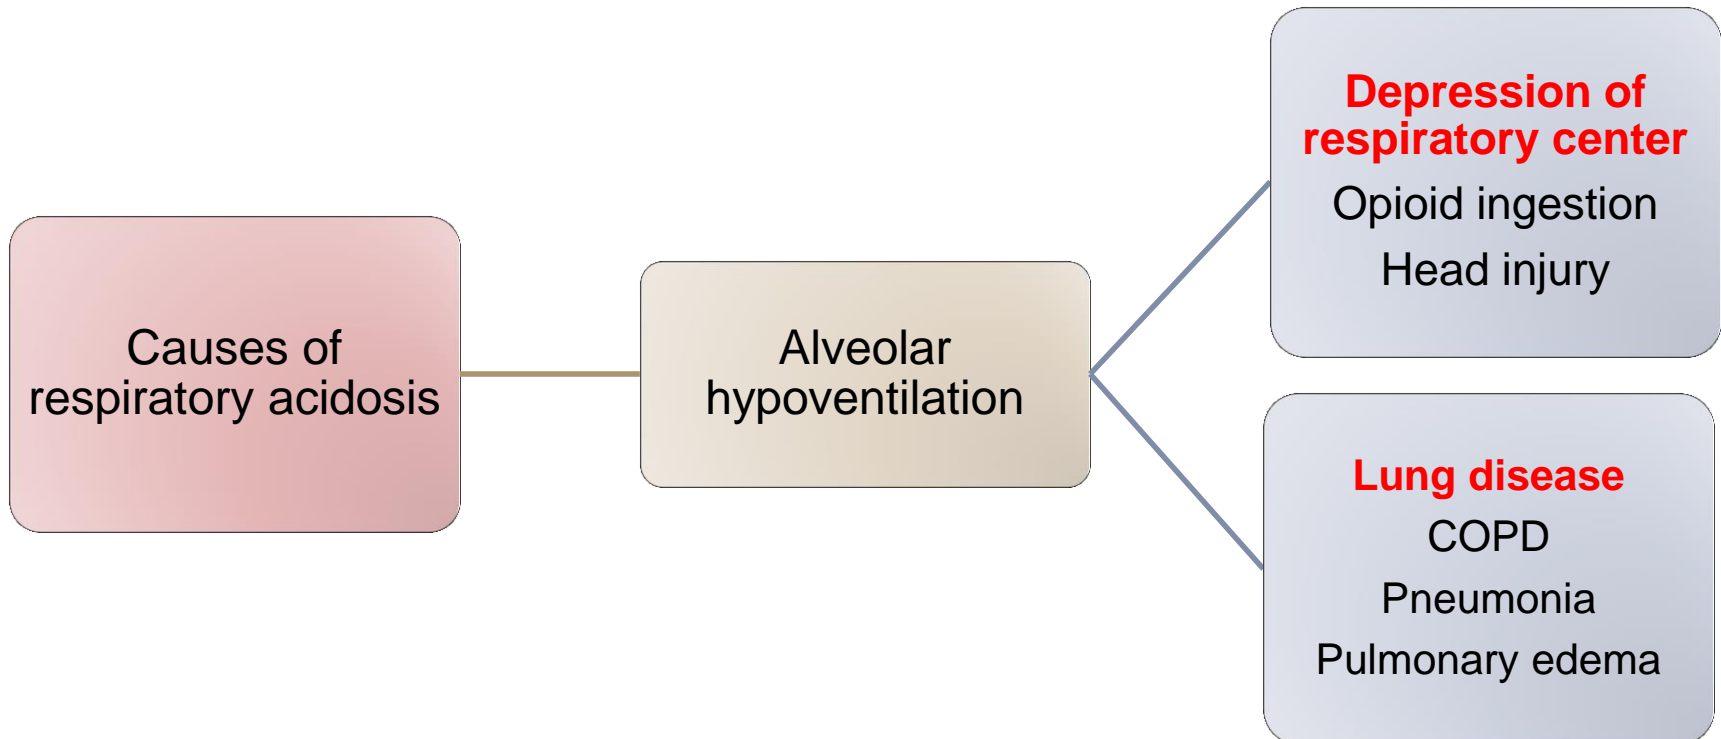 Causes of
respiratory acidosis
Alveolar
hypoventilation
Depression of
respiratory center
Opioid ingestion
Head injury
Lung disease
COPD
Pneumonia
Pulmonary edema